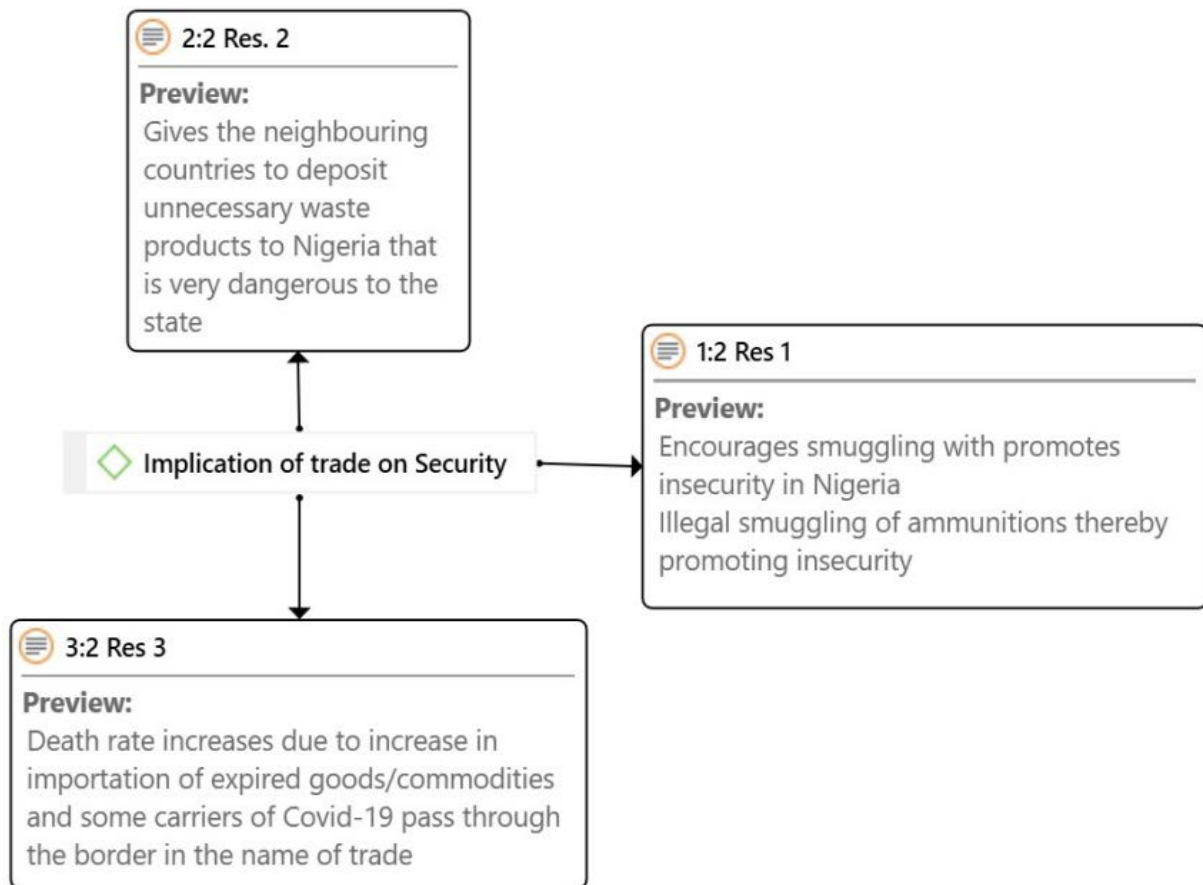 2:2 Res. 2
Preview:
Gives the neighbouring
countries to deposit
unnecessary waste
products to Nigeria that
is very dangerous to the
state
1:2 Res 1
Preview:
Encourages smuggling with promotes
insecurity in Nigeria
Illegal smuggling of ammunitions thereby
promoting insecurity
Implication of trade on Security
3:2 Res 3
Preview:
Death rate increases due to increase in
importation of expired goods/commodities
and some carriers of Covid-19 pass through
the border in the name of trade